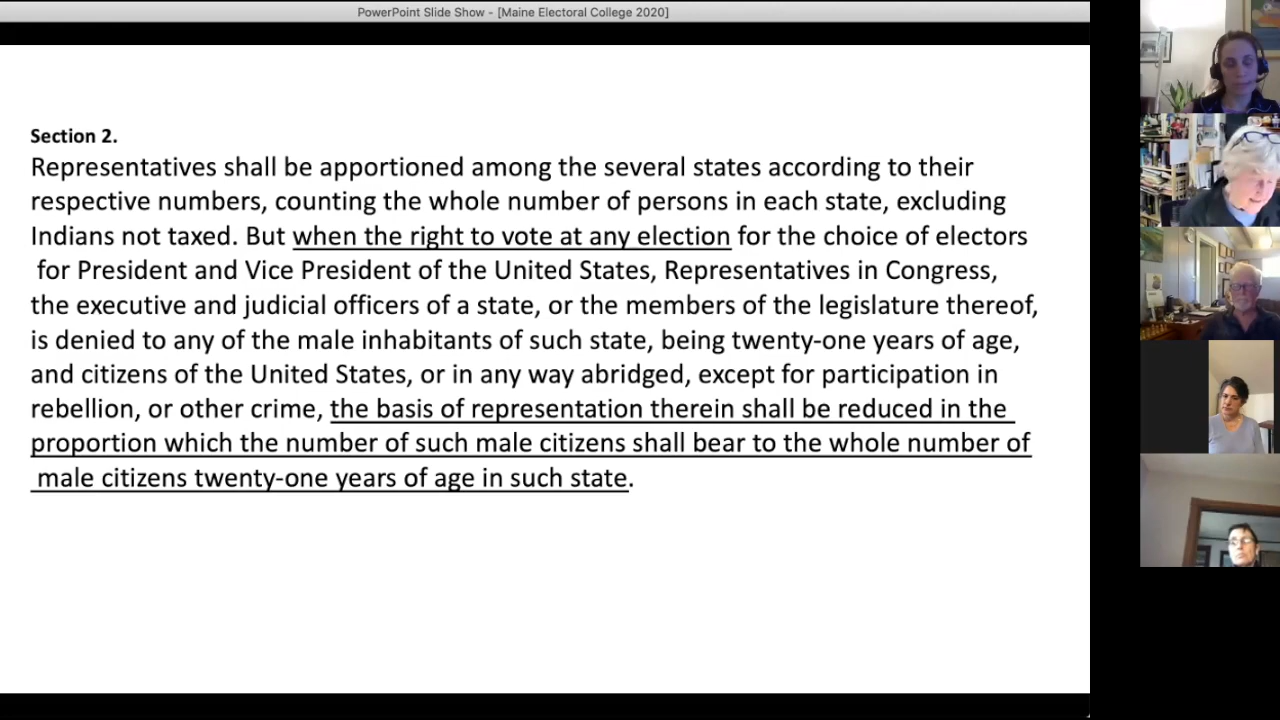 PowerPoint Slide Show - [Maine Electoral College 2020]
Section 2.
Representatives shall be apportioned among the several states according to their
respective numbers, counting the whole number of persons in each state, excluding
Indians not taxed. But when the right to vote at any election for the choice of electors
for President and Vice President of the United States, Representatives in Congress,
the executive and judicial officers of a state, or the members of the legislature thereof,
is denied to any of the male inhabitants of such state, being twenty-one years of age,
and citizens of the United States, or in any way abridged, except for participation in
rebellion, or other crime, the basis of representation therein shall be reduced in the
proportion which the number of such male citizens shall bear to the whole number of
male citizens twenty-one years of age in such state.